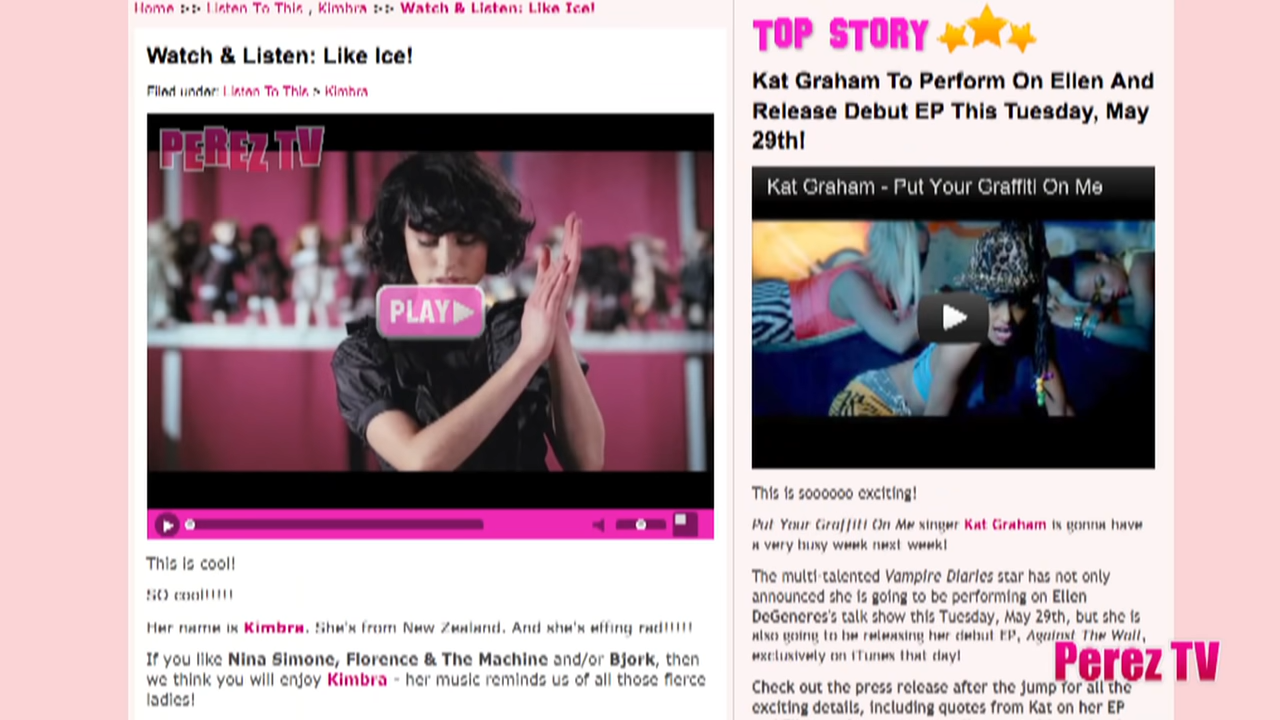 Home >> Listen To This , Kimbra >> Watch & Listen: Like Ice!
Watch & Listen: Like Ice!
Filed under: Listen To This > Kimbra
PEREZ TV
PLAY
This is cool!
SO cool!!!!!
Her name is Kimbra. She's from New Zealand. And she's effing rad!!!!!
If you like Nina Simone, Florence & The Machine and/or Bjork, then
we think you will enjoy Kimbra - her music reminds us of all those fierce
ladies!
TOP STORY
Kat Graham To Perform On Ellen And
Release Debut EP This Tuesday, May
29th!
Kat Graham - Put Your Graffiti On Me
This is soooooo exciting!
Put Your Graffiti On Me singer Kat Graham is gonna have
a very busy week next week!
The multi-talented Vampire Diaries star has not only
announced she is going to be performing on Ellen
DeGeneres's talk show this Tuesday, May 29th, but she is
also going to be releasing her debut EP, Against The Wall,
exclusively on iTunes that day!
Check out the press release after the jump for all the
exciting details, including quotes from Kat on her EP
Perez TV